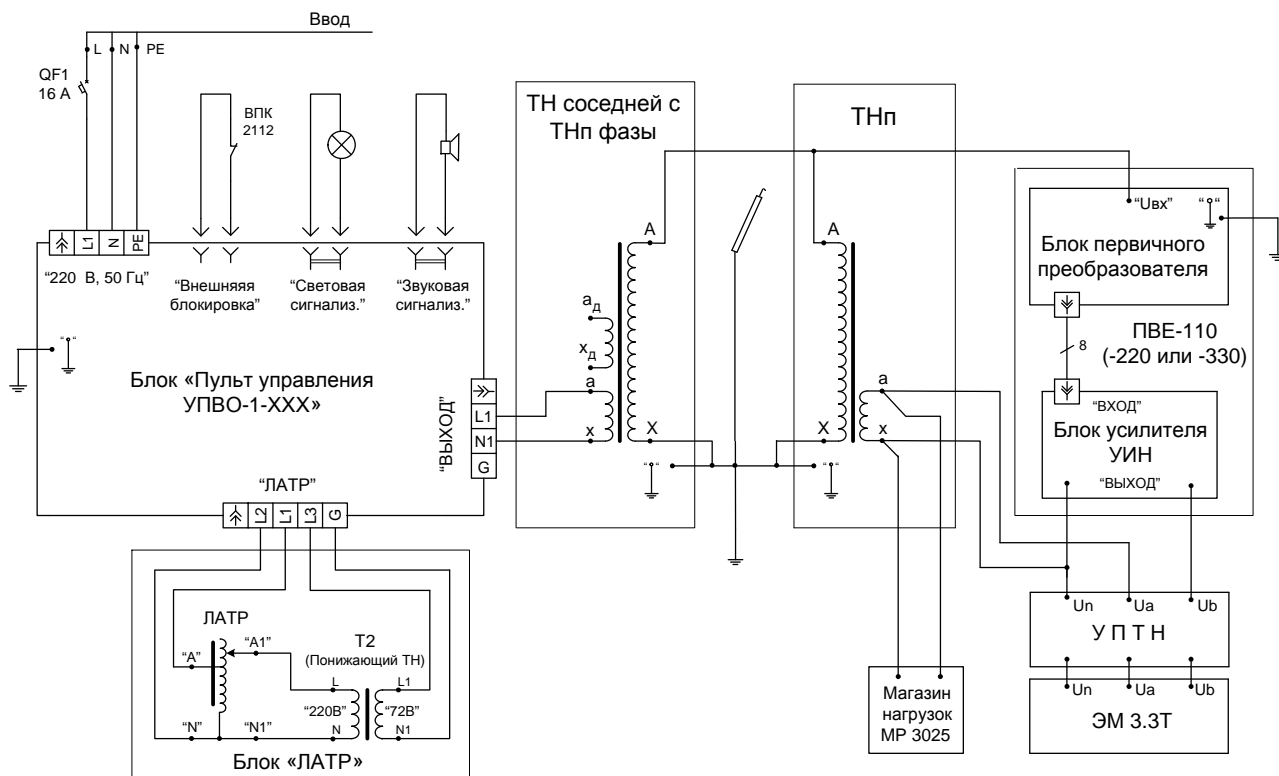 Ввод
L N PE
QF1
16 А
ВПК
2112
L1 N PE
“220 В, 50 Гц”
“Внешняяя
блокировка”
“Световая
сигнализ.”
“Звуковая
сигнализ.”
Блок «Пульт управления
УПВО-1-ХХХ»
“ВЫХОД”
L1
N1
G
“ЛАТР”
L2 L1 L3 G
ЛАТР
“A” “A1”
“N” “N1”
T2
(Понижающий ТН)
L L1
“220В” “72В”
N N1
Блок «ЛАТР»
ТН соседней с
ТНп фазы
A
aд
xд
a
x
X
ТНп
A
a
X
x
Магазин
нагрузок
МР 3025
“Uвх”
Блок первичного
преобразователя
8
ПВЕ-110
(-220 или -330)
“ВХОД”
Блок усилителя
УИН
“ВЫХОД”
Un Ua Ub
У П Т Н
Un Ua Ub
ЭМ 3.3Т